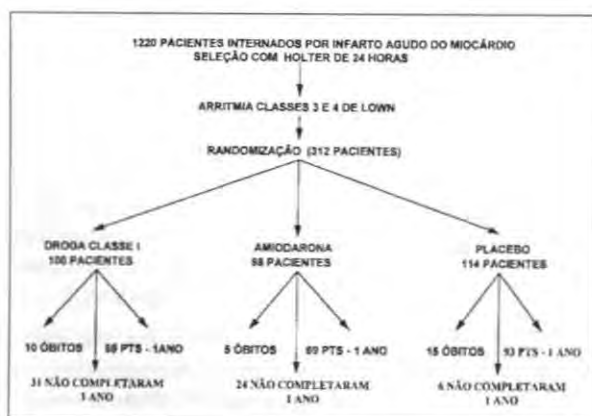 1220 PACIENTES INTERNADOS POR INFARTO AGUDO DO MIOCÁRDIO
SELEÇÃO COM HOLTER DE 24 HORAS
ARRITMIA CLASSES 3 E 4 DE LOWN
RANDOMIZAÇÃO (312 PACIENTES)
DROGA CLASSE I
100 PACIENTES
AMIODARONA
98 PACIENTES
PLACEBO
114 PACIENTES
10 ÓBITOS
PTS - 1ANO
5 ÓBITOS
69 PTS - 1 ANO
15 ÓBITOS
93 PTS - 1 ANO
31 NÃO COMPLETARAM
1 ANO
24 NÃO COMPLETARAM
1 ANO
6 NÃO COMPLETARAM
1 ANO